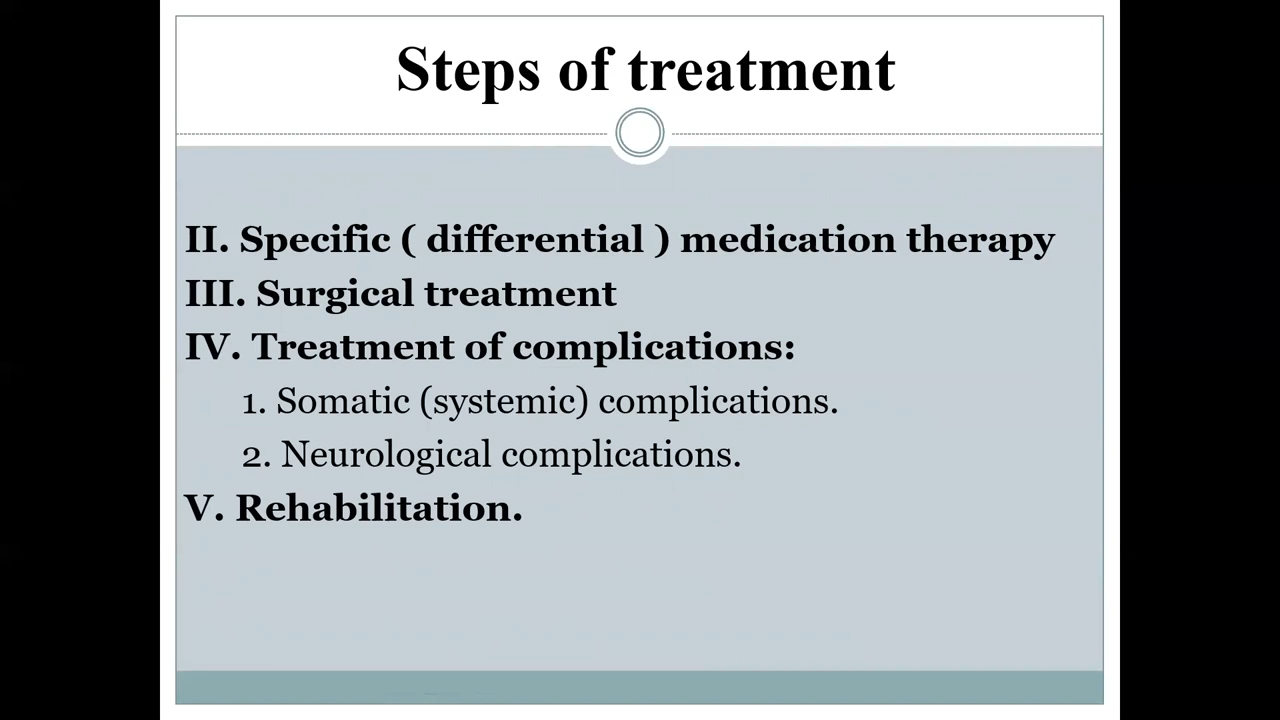 Steps of treatment
II. Specific ( differential ) medication therapy
III. Surgical treatment
IV. Treatment of complications:
1. Somatic (systemic) complications.
2. Neurological complications.
V. Rehabilitation.